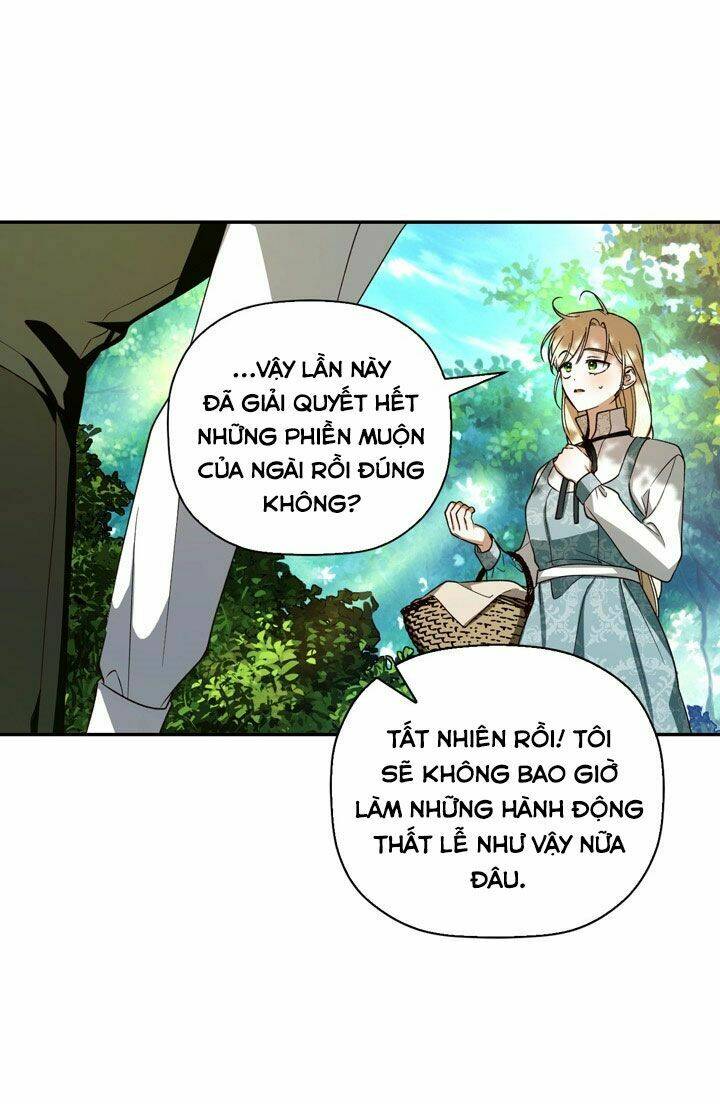 ...VẬY LẦN NÀY
ĐÃ GIẢI QUYẾT HẾT
NHỮNG PHIỀN MUỘN
CỦA NGÀI RỒI ĐÚNG
KHÔNG?
TẤT NHIÊN RỒI! TÔI
SẼ KHÔNG BAO GIỜ
LÀM NHỮNG HÀNH ĐỘNG
THẤT LỄ NHƯ VẬY NỮA
ĐÂU.